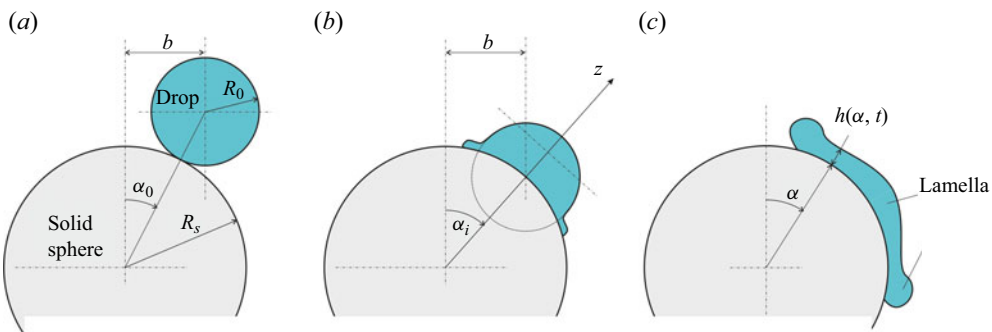 (a)
b
Drop
R₀
α₀
Solid
sphere
Rₛ
(b)
b
z
αᵢ
(c)
h(α, t)
α
Lamella